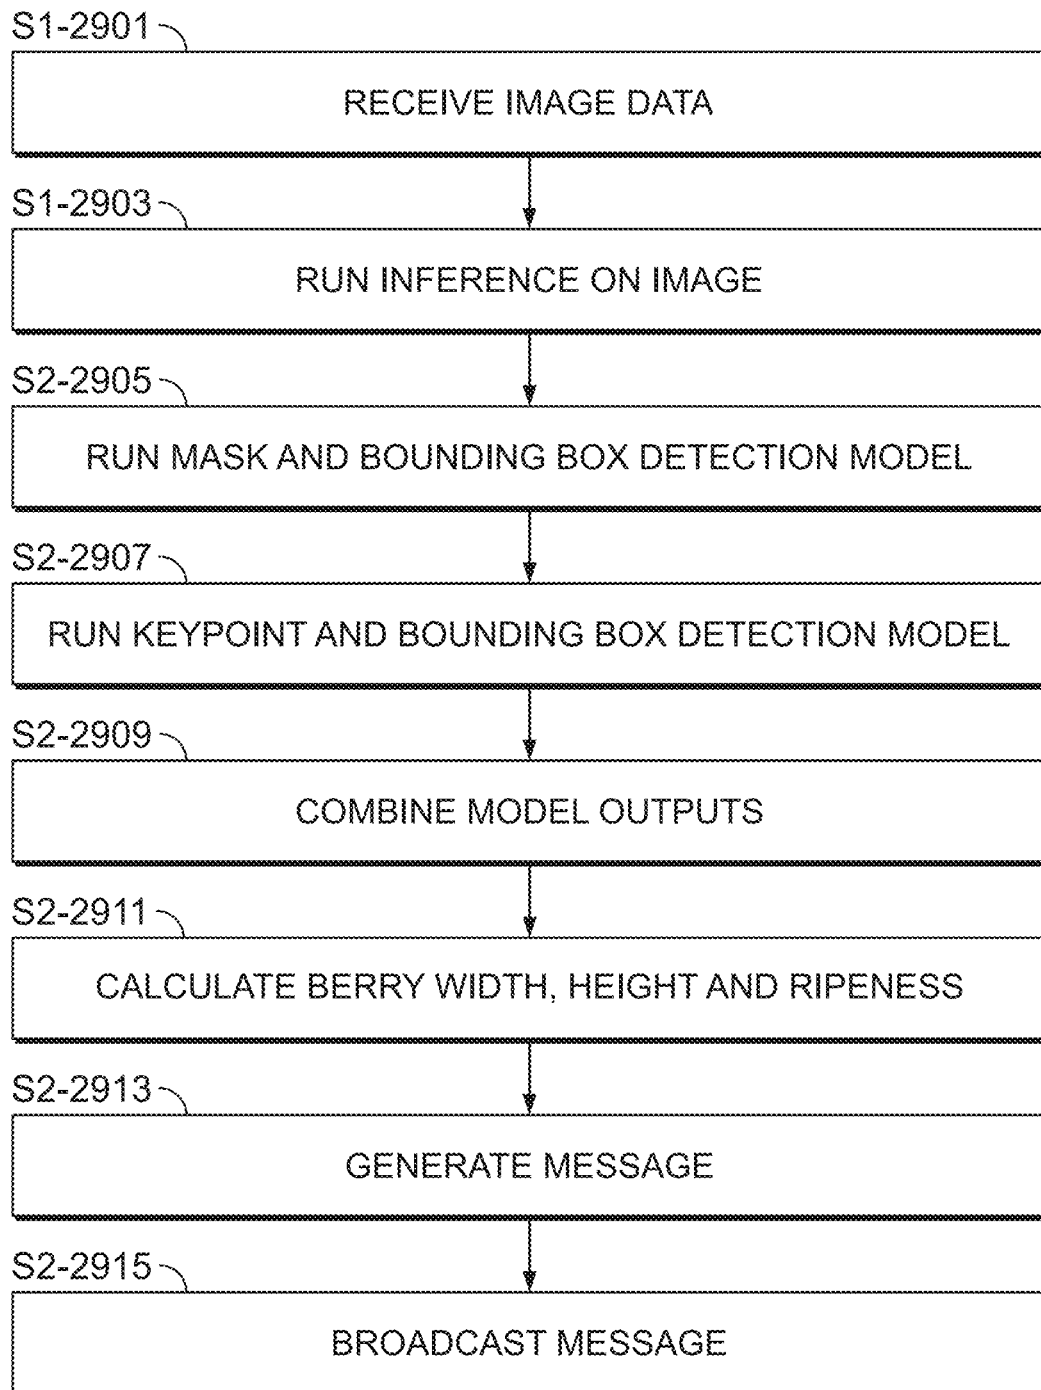 S1-2901
RECEIVE IMAGE DATA
S1-2903
RUN INFERENCE ON IMAGE
S2-2905
RUN MASK AND BOUNDING BOX DETECTION MODEL
S2-2907
RUN KEYPOINT AND BOUNDING BOX DETECTION MODEL
S2-2909
COMBINE MODEL OUTPUTS
S2-2911
CALCULATE BERRY WIDTH, HEIGHT AND RIPENESS
S2-2913
GENERATE MESSAGE
S2-2915
BROADCAST MESSAGE